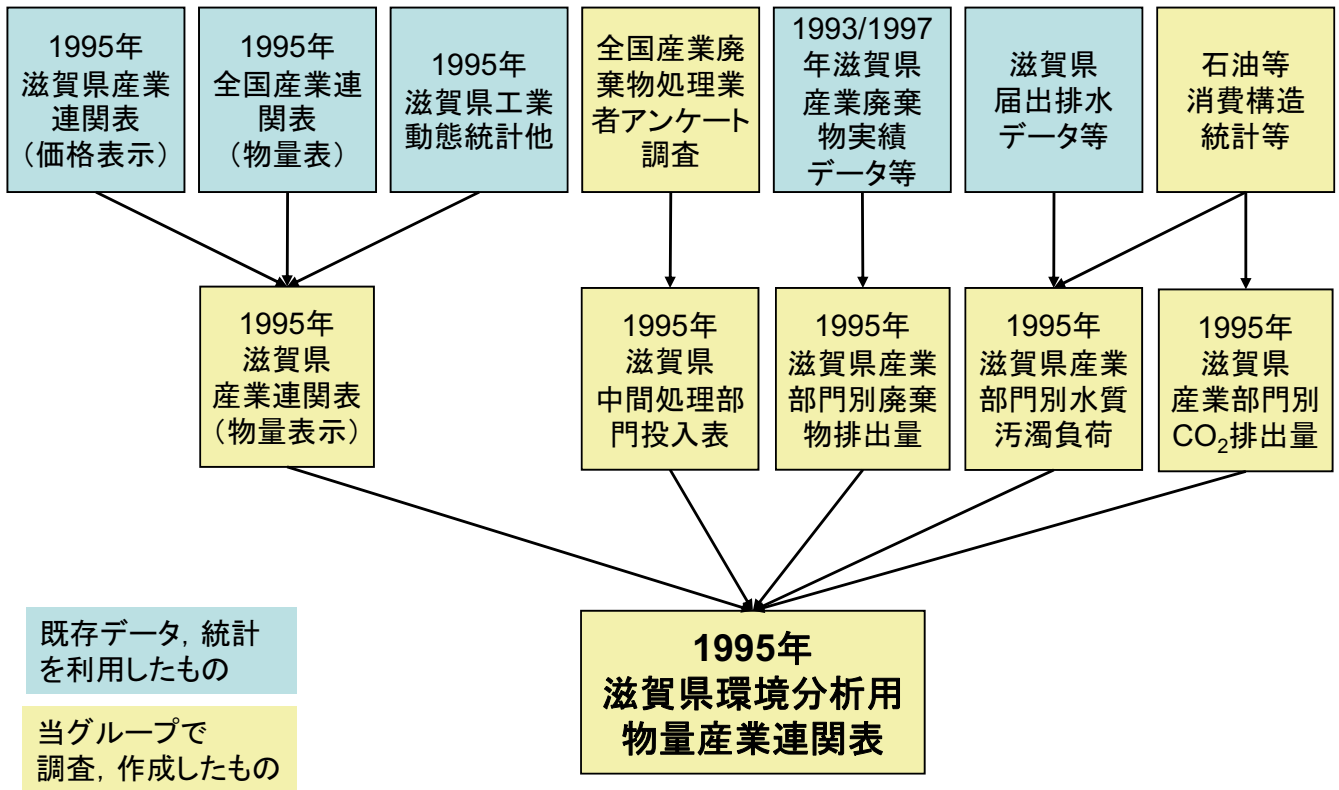 1995年
滋賀県産業
連関表
（価格表示）
1995年
全国産業連
関表
（物量表）
1995年
滋賀県工業
動態統計他
全国産業廃
棄物処理業
者アンケート
調査
1993/1997
年滋賀県
産業廃棄
物実績
データ等
滋賀県
届出排水
データ等
石油等
消費構造
統計等
1995年
滋賀県
産業連関表
（物量表示）
1995年
滋賀県
中間処理部
門投入表
1995年
滋賀県産業
部門別廃棄
物排出量
1995年
滋賀県産業
部門別水質
汚濁負荷
1995年
滋賀県
産業部門別
CO₂排出量
1995年
滋賀県環境分析用
物量産業連関表
既存データ，統計
を利用したもの
当グループで
調査，作成したもの